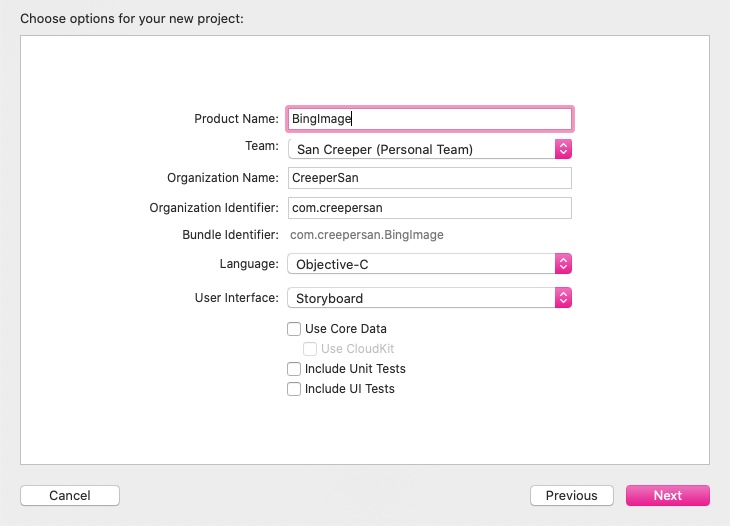 Choose options for your new project:
Product Name: BingImage
Team: San Creeper (Personal Team)
Organization Name: CreeperSan
Organization Identifier: com.creepersan
Bundle Identifier: com.creepersan.BingImage
Language: Objective-C
User Interface: Storyboard
Use Core Data
Use CloudKit
Include Unit Tests
Include UI Tests
Cancel Previous Next